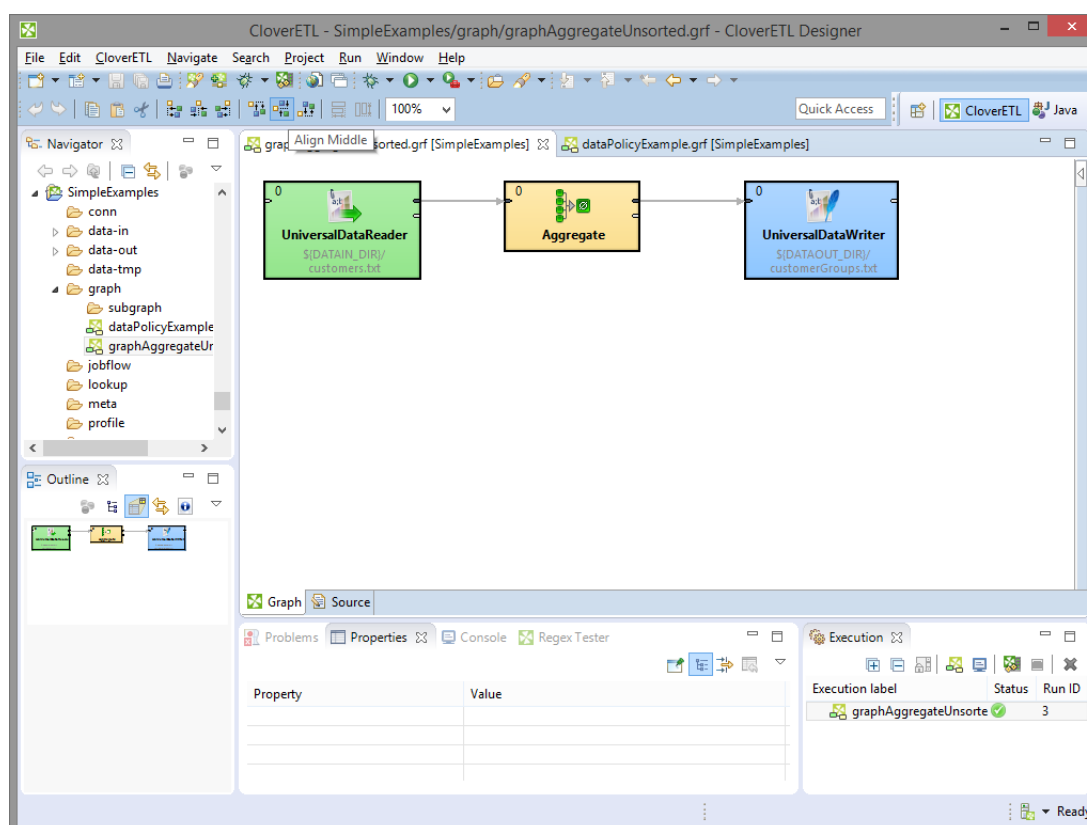 CloverETL - SimpleExamples/graph/graphAggregateUnsorted.grf - CloverETL Designer
File Edit CloverETL Navigate Search Project Run Window Help
100%
Quick Access
CloverETL
Java
Navigator
Align Middle
sorted.grf [SimpleExamples]
dataPolicyExample.grf [SimpleExamples]
SimpleExamples
conn
data-in
data-out
data-tmp
graph
subgraph
dataPolicyExample
graphAggregateUr
jobflow
lookup
meta
profile
0
UniversalDataReader
${DATAIN_DIR}/
customers.txt
0
Aggregate
0
UniversalDataWriter
${DATAOUT_DIR}/
customerGroups.txt
Outline
Graph
Source
Problems Properties Console Regex Tester
Property Value
Execution
Execution label Status Run ID
graphAggregateUnsorte 3
Ready